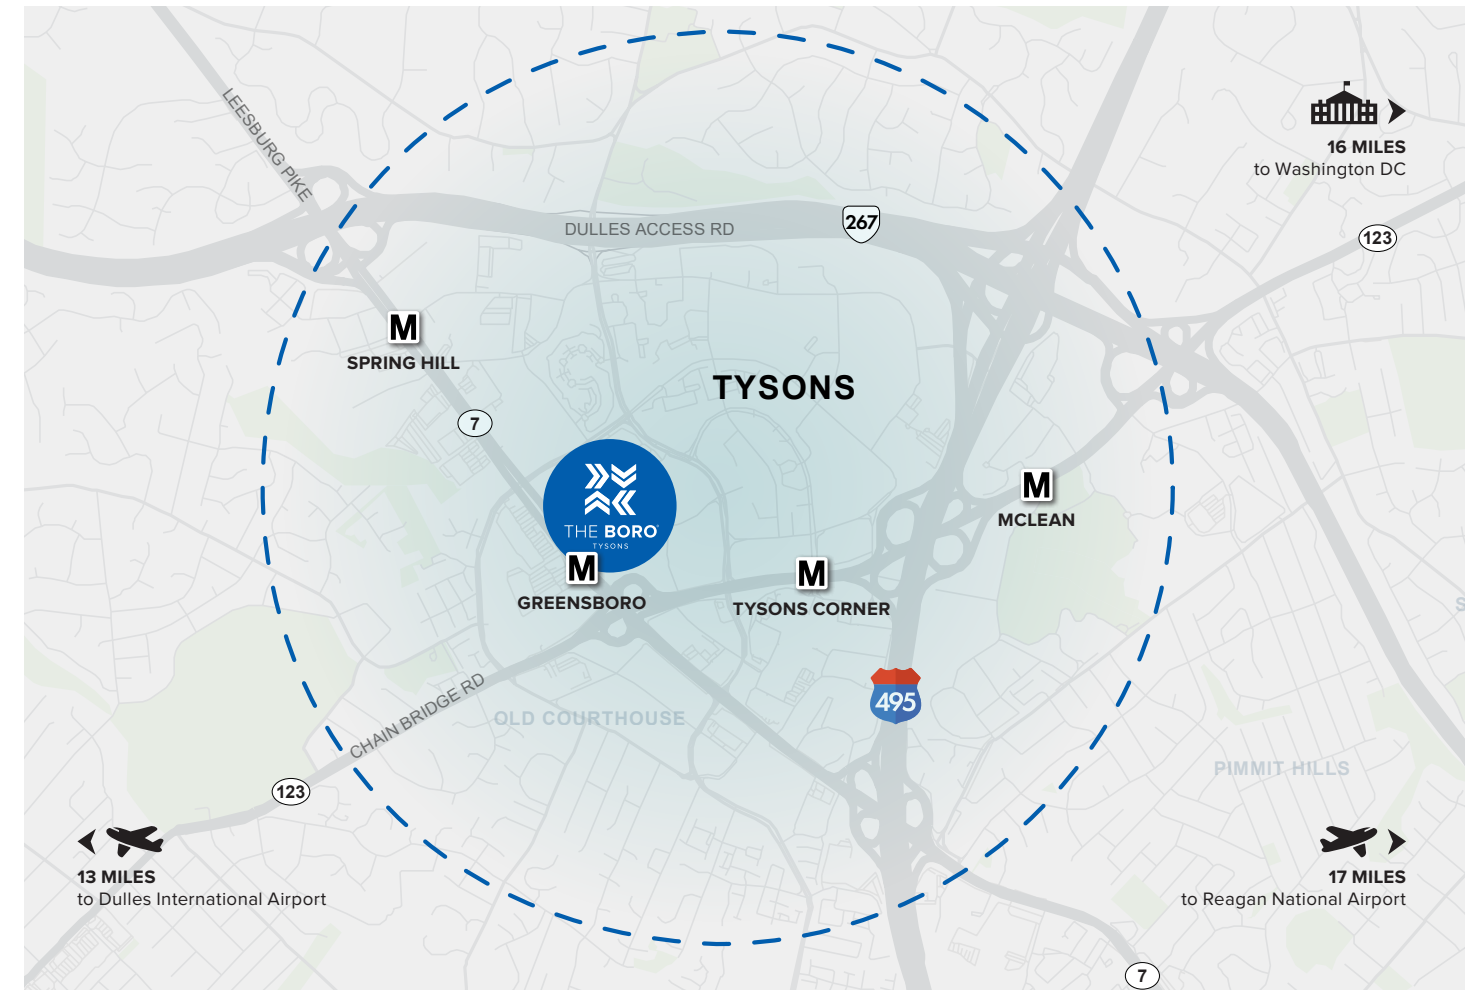 LEESBURG PIKE
16 MILES
to Washington DC
DULLES ACCESS RD
267
123
M
SPRING HILL
TYSONS
7
THE BORO
TYSONS
M
MCLEAN
M
GREENSBORO
M
TYSONS CORNER
CHAIN BRIDGE RD
495
OLD COURTHOUSE
PIMMIT HILLS
123
13 MILES
to Dulles International Airport
17 MILES
to Reagan National Airport
7